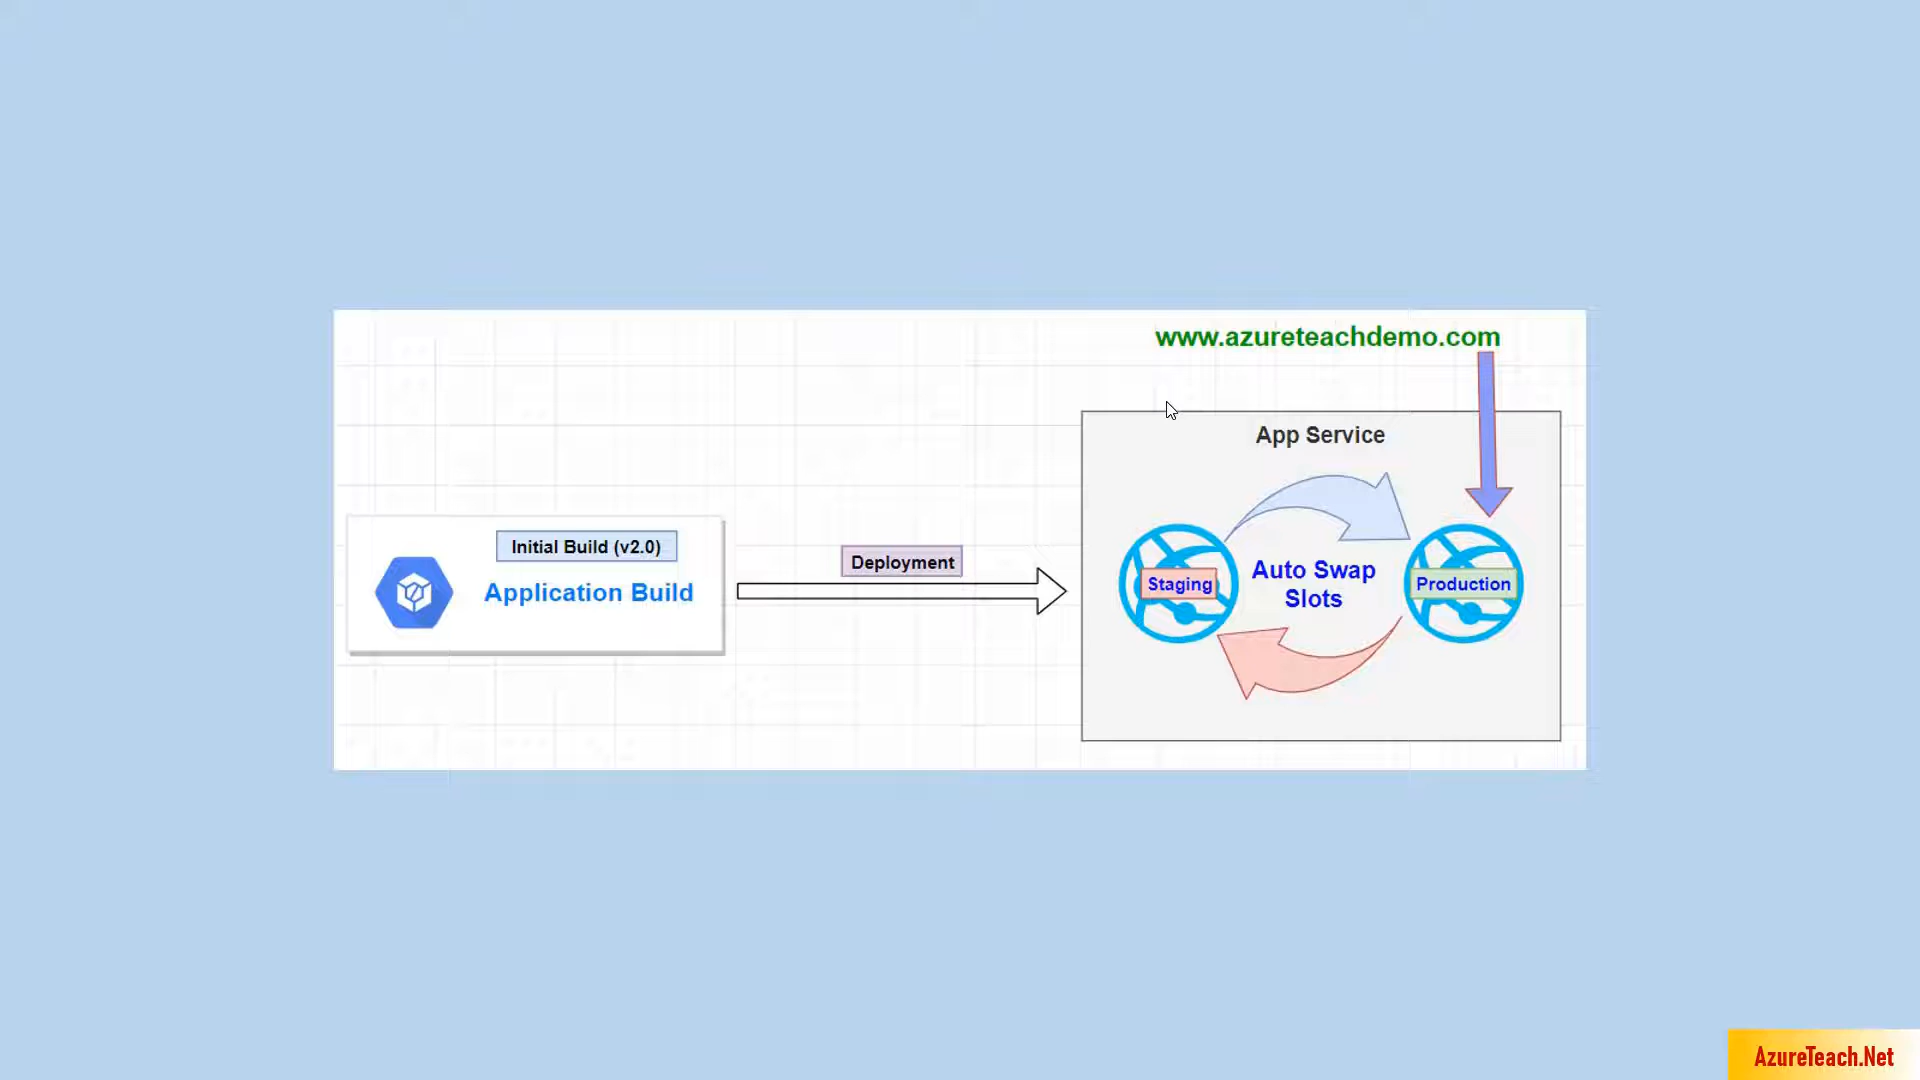 www.azureteachdemo.com
App Service
Initial Build (v2.0)
Application Build
Deployment
Staging
Auto Swap
Slots
Production
AzureTeach.Net